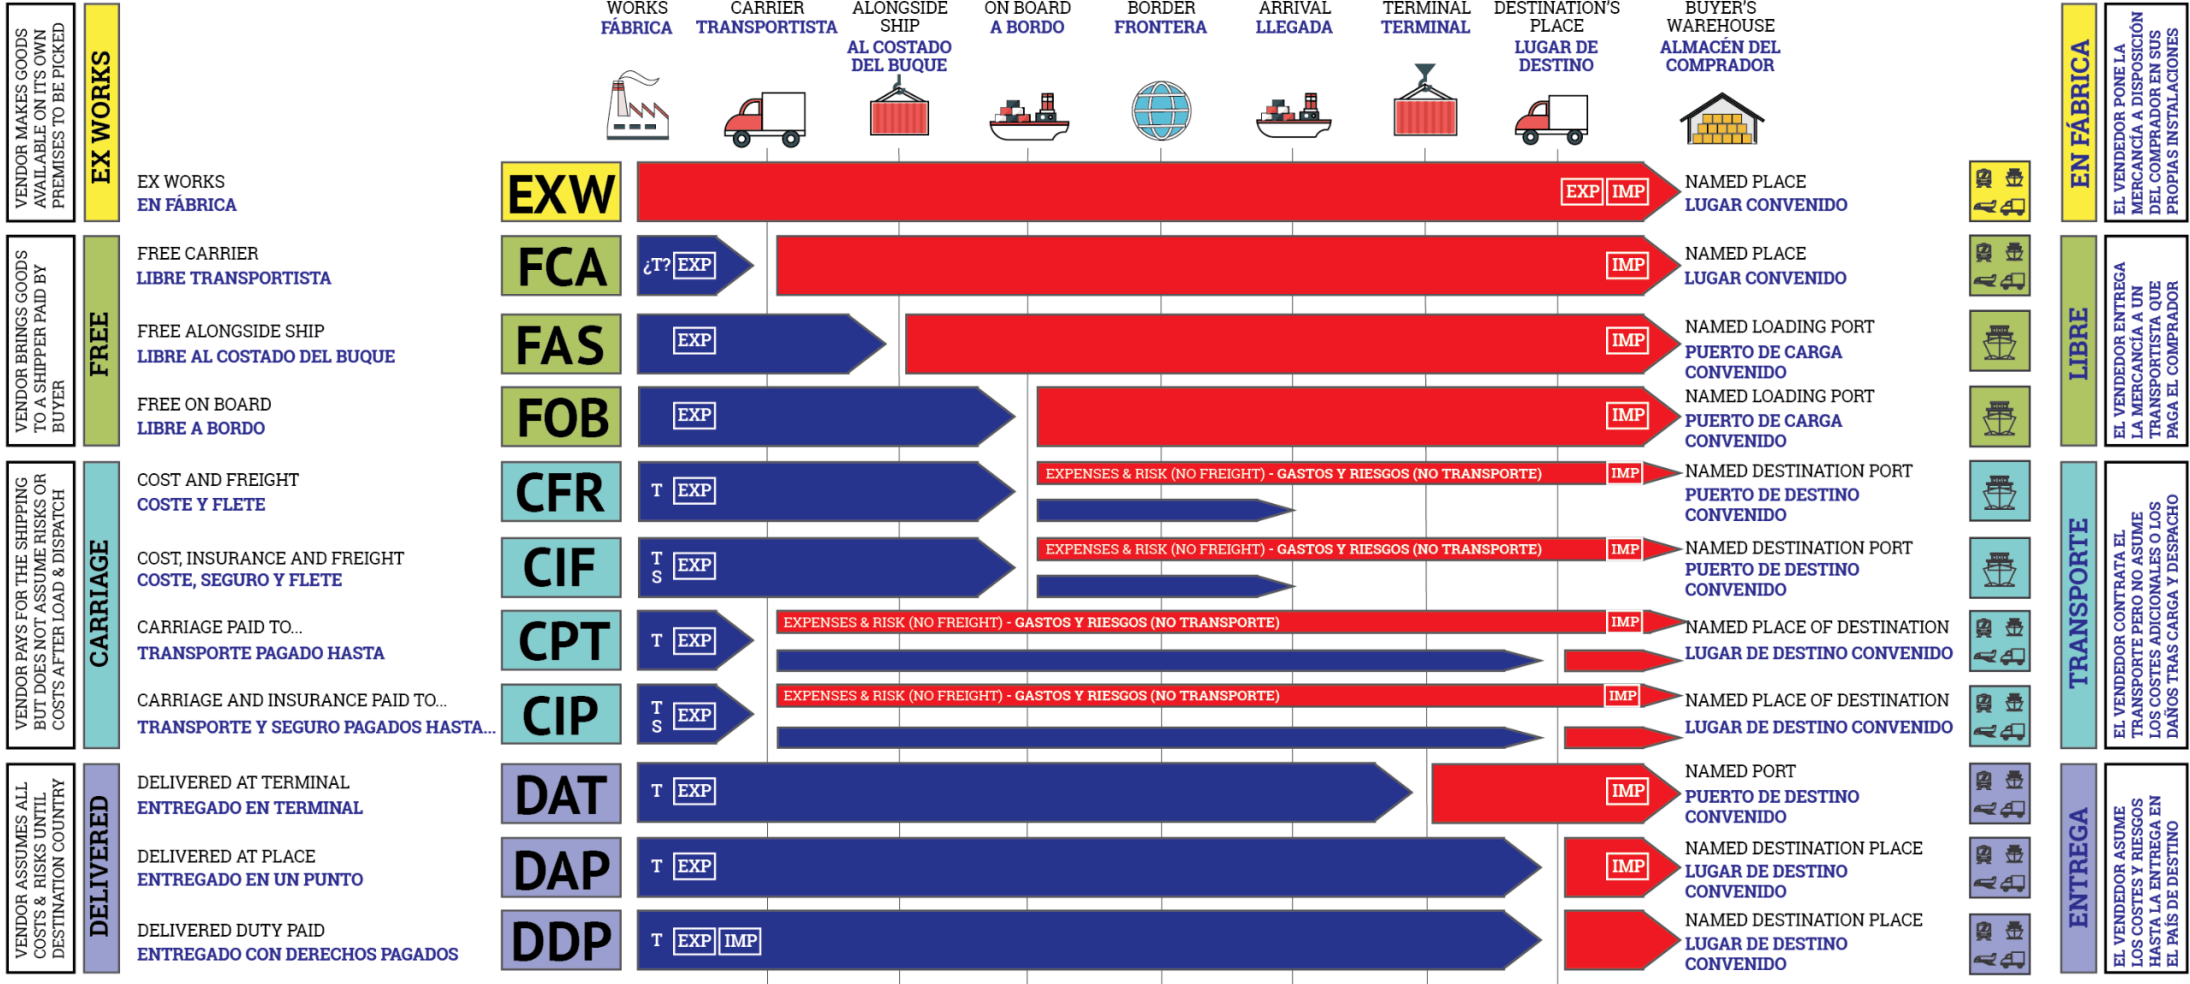 WORKS
FÁBRICA
CARRIER
TRANSPORTISTA
ALONGSIDE
SHIP
AL COSTADO
DEL BUQUE
ON BOARD
A BORDO
BORDER
FRONTERA
ARRIVAL
LLEGADA
TERMINAL
TERMINAL
DESTINATION'S
PLACE
LUGAR DE
DESTINO
BUYER'S
WAREHOUSE
ALMACÉN DEL
COMPRADOR
VENDOR MAKES GOODS
AVAILABLE ON ITS OWN
PREMISES TO BE PICKED
EX WORKS
EX WORKS
EN FÁBRICA
EXW
EXP IMP
NAMED PLACE
LUGAR CONVENIDO
EN FÁBRICA
EL VENDEDOR PONE LA
MERCANCÍA A DISPOSICIÓN
DEL COMPRADOR EN SUS
PROPIAS INSTALACIONES
VENDOR BRINGS GOODS
TO A SHIPPER PAID BY
BUYER
FREE
FREE CARRIER
LIBRE TRANSPORTISTA
FCA
¿T? EXP
IMP
NAMED PLACE
LUGAR CONVENIDO
FREE ALONGSIDE SHIP
LIBRE AL COSTADO DEL BUQUE
FAS
EXP
IMP
NAMED LOADING PORT
PUERTO DE CARGA
CONVENIDO
FREE ON BOARD
LIBRE A BORDO
FOB
EXP
IMP
NAMED LOADING PORT
PUERTO DE CARGA
CONVENIDO
LIBRE
EL VENDEDOR ENTREGA
LA MERCANCÍA A UN
TRANSPORTISTA QUE
PAGA EL COMPRADOR
VENDOR PAYS FOR THE SHIPPING
BUT DOES NOT ASSUME RISKS OR
COSTS AFTER LOAD & DISPATCH
CARRIAGE
COST AND FREIGHT
COSTE Y FLETE
CFR
T EXP
EXPENSES & RISK (NO FREIGHT) - GASTOS Y RIESGOS (NO TRANSPORTE)
IMP
NAMED DESTINATION PORT
PUERTO DE DESTINO
CONVENIDO
COST, INSURANCE AND FREIGHT
COSTE, SEGURO Y FLETE
CIF
T
S
EXP
EXPENSES & RISK (NO FREIGHT) - GASTOS Y RIESGOS (NO TRANSPORTE)
IMP
NAMED DESTINATION PORT
PUERTO DE DESTINO
CONVENIDO
CARRIAGE PAID TO...
TRANSPORTE PAGADO HASTA
CPT
T EXP
EXPENSES & RISK (NO FREIGHT) - GASTOS Y RIESGOS (NO TRANSPORTE)
IMP
NAMED PLACE OF DESTINATION
LUGAR DE DESTINO CONVENIDO
CARRIAGE AND INSURANCE PAID TO...
TRANSPORTE Y SEGURO PAGADOS HASTA...
CIP
T
S
EXP
EXPENSES & RISK (NO FREIGHT) - GASTOS Y RIESGOS (NO TRANSPORTE)
IMP
NAMED PLACE OF DESTINATION
LUGAR DE DESTINO CONVENIDO
TRANSPORTE
EL VENDEDOR CONTRATA EL
TRANSPORTE PERO NO ASUME
LOS COSTES ADICIONALES O LOS
DAÑOS TRAS CARGA Y DESPACHO
VENDOR ASSUMES ALL
COSTS & RISKS UNTIL
DESTINATION COUNTRY
DELIVERED
DELIVERED AT TERMINAL
ENTREGADO EN TERMINAL
DAT
T EXP
IMP
NAMED PORT
PUERTO DE DESTINO
CONVENIDO
DELIVERED AT PLACE
ENTREGADO EN UN PUNTO
DAP
T EXP
IMP
NAMED DESTINATION PLACE
LUGAR DE DESTINO
CONVENIDO
DELIVERED DUTY PAID
ENTREGADO CON DERECHOS PAGADOS
DDP
T EXP IMP
NAMED DESTINATION PLACE
LUGAR DE DESTINO
CONVENIDO
ENTREGA
EL VENDEDOR ASUME
LOS COSTES Y RIESGOS
HASTA LA ENTREGA EN
EL PAÍS DE DESTINO